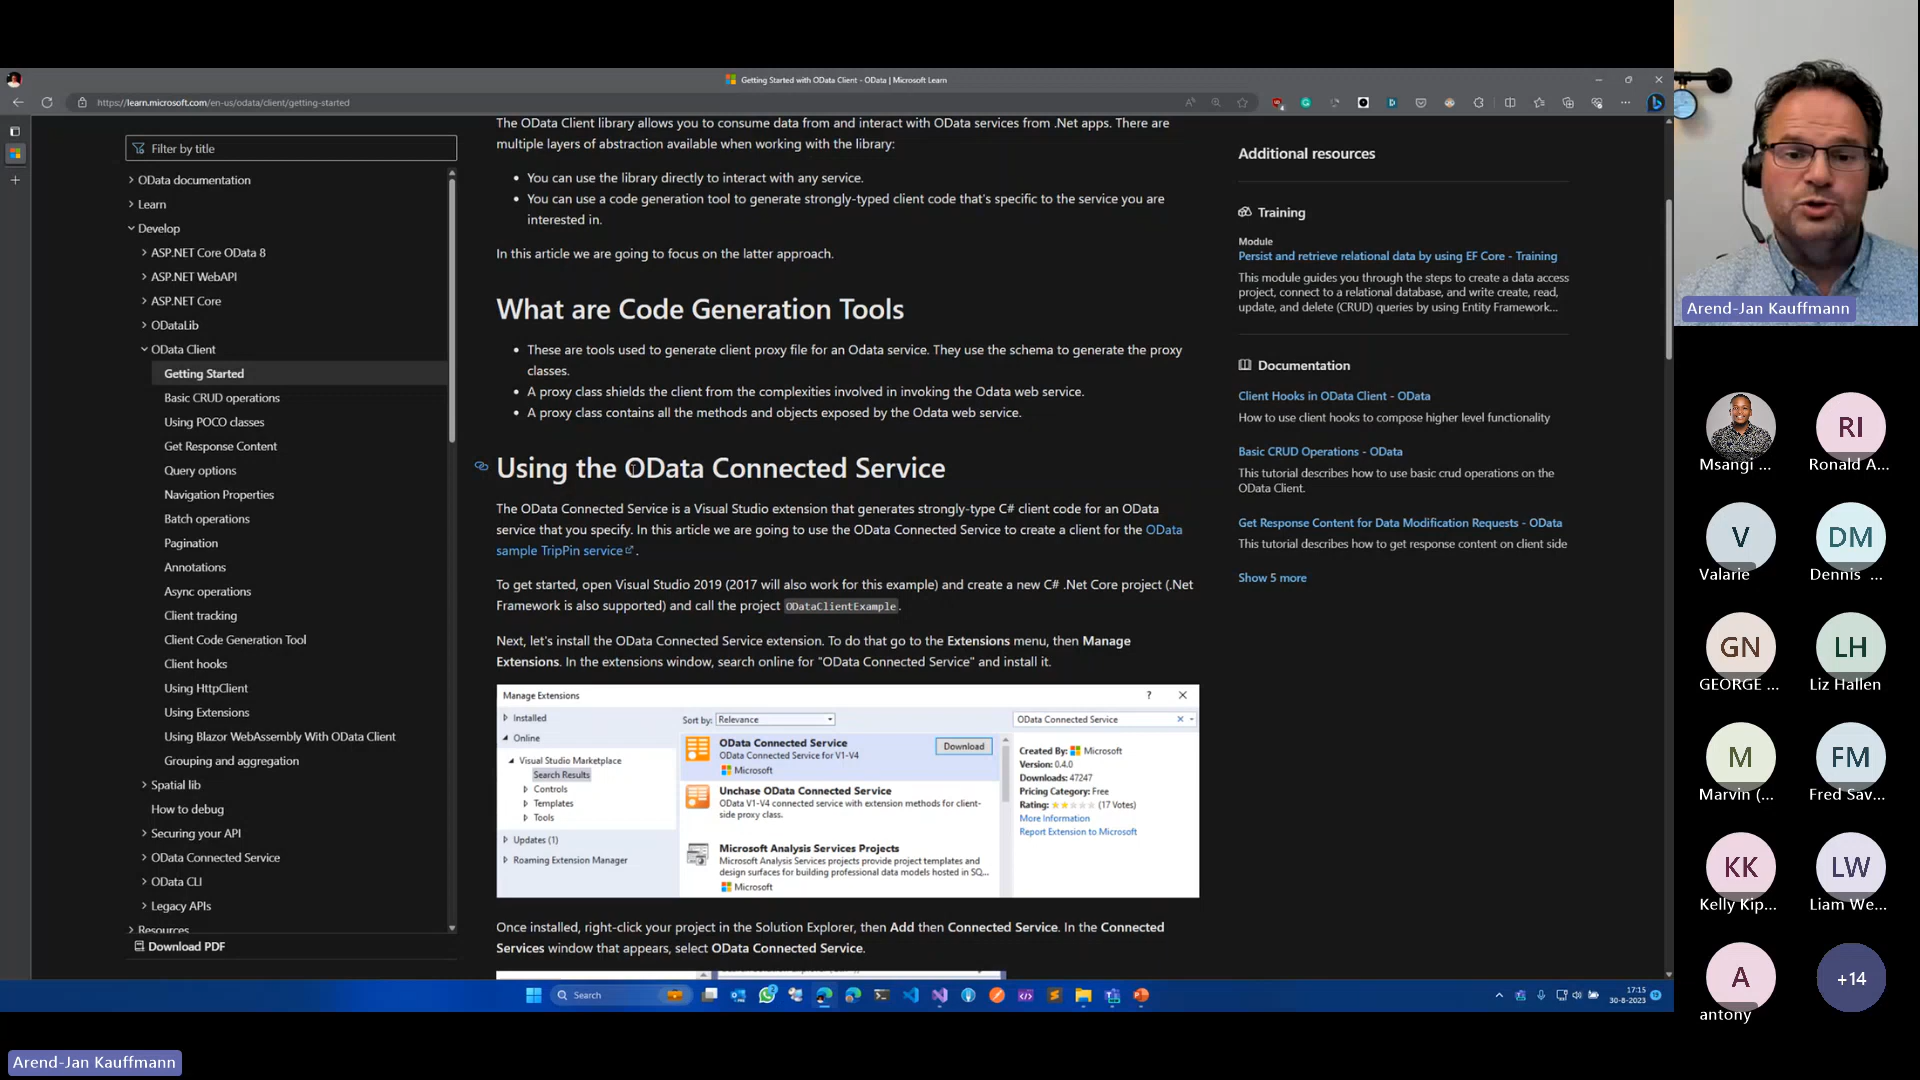 Getting Started with OData Client - OData | Microsoft Learn
https://learn.microsoft.com/en-us/odata/client/getting-started
Filter by title
OData documentation
Learn
Develop
ASP.NET Core OData 8
ASP.NET WebAPI
ASP.NET Core
ODataLib
OData Client
Getting Started
Basic CRUD operations
Using POCO classes
Get Response Content
Query options
Navigation Properties
Batch operations
Pagination
Annotations
Async operations
Client tracking
Client Code Generation Tool
Client hooks
Using HttpClient
Using Extensions
Using Blazor WebAssembly With OData Client
Grouping and aggregation
Spatial lib
How to debug
Securing your API
OData Connected Service
OData CLI
Legacy APIs
Resources
Download PDF
The OData Client library allows you to consume data from and interact with OData services from .Net apps. There are
multiple layers of abstraction available when working with the library:
• You can use the library directly to interact with any service.
• You can use a code generation tool to generate strongly-typed client code that's specific to the service you are
interested in.
In this article we are going to focus on the latter approach.
What are Code Generation Tools
• These are tools used to generate client proxy file for an Odata service. They use the schema to generate the proxy
classes.
• A proxy class shields the client from the complexities involved in invoking the Odata web service.
• A proxy class contains all the methods and objects exposed by the Odata web service.
Using the OData Connected Service
The OData Connected Service is a Visual Studio extension that generates strongly-type C# client code for an OData
service that you specify. In this article we are going to use the OData Connected Service to create a client for the OData
sample TripPin service.
To get started, open Visual Studio 2019 (2017 will also work for this example) and create a new C# .Net Core project (.Net
Framework is also supported) and call the project ODataClientExample.
Next, let's install the OData Connected Service extension. To do that go to the Extensions menu, then Manage
Extensions. In the extensions window, search online for "OData Connected Service" and install it.
Manage Extensions
?
Installed
Online
Visual Studio Marketplace
Search Results
Controls
Templates
Tools
Updates (1)
Roaming Extension Manager
Sort by: Relevance
OData Connected Service
OData Connected Service for V1-V4
Microsoft
Download
Unchase OData Connected Service
OData V1-V4 connected service with extension methods for client-
side proxy class.
Microsoft Analysis Services Projects
Microsoft Analysis Services projects provide project templates and
design surfaces for building professional data models hosted in SQ...
Microsoft
OData Connected Service
Created By: Microsoft
Version: 0.4.0
Downloads: 47247
Pricing Category: Free
Rating: (17 Votes)
More Information
Report Extension to Microsoft
Once installed, right-click your project in the Solution Explorer, then Add then Connected Service. In the Connected
Services window that appears, select OData Connected Service.
Additional resources
Training
Module
Persist and retrieve relational data by using EF Core - Training
This module guides you through the steps to create a data access
project, connect to a relational database, and write create, read,
update, and delete (CRUD) queries by using Entity Framework...
Documentation
Client Hooks in OData Client - OData
How to use client hooks to compose higher level functionality
Basic CRUD Operations - OData
This tutorial describes how to use basic crud operations on the
OData Client.
Get Response Content for Data Modification Requests - OData
This tutorial describes how to get response content on client side
Show 5 more
Search
17:15
30-8-2023
Arend-Jan Kauffmann
Arend-Jan Kauffmann
Msangi ...
RI
Ronald A...
V
Valarie
DM
Dennis ...
GN
GEORGE ...
LH
Liz Hallen
M
Marvin (...
FM
Fred Sav...
KK
Kelly Kip...
LW
Liam We...
A
antony
+14